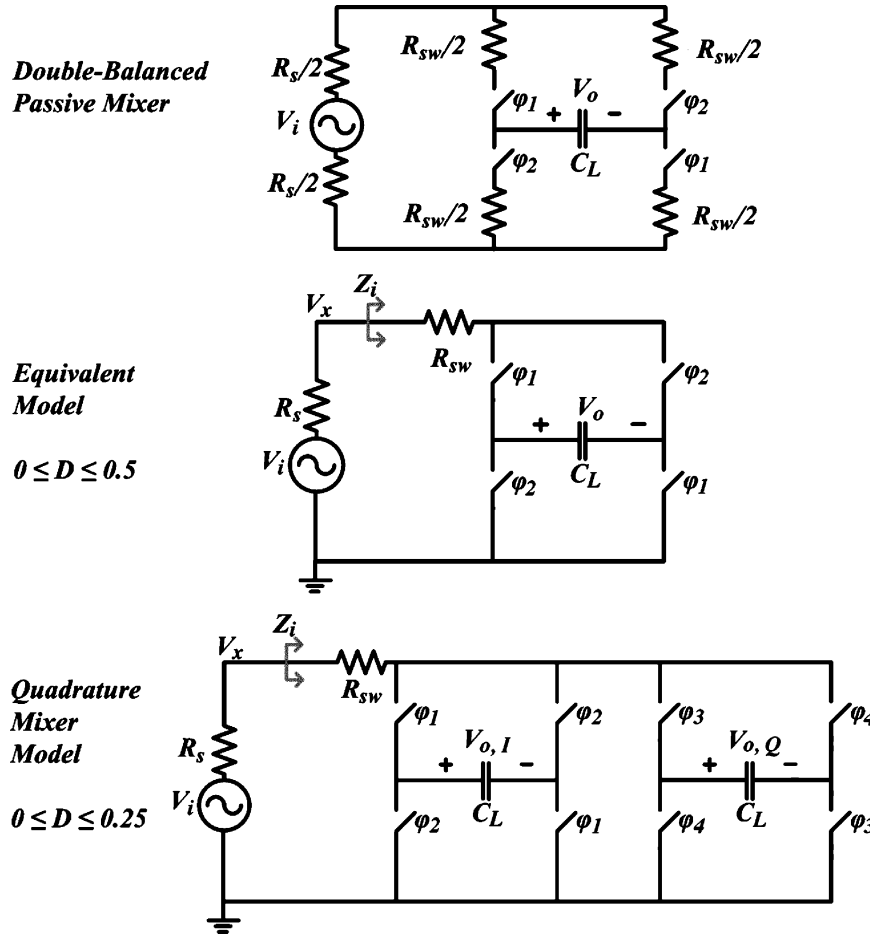 Double-Balanced
Passive Mixer
R_s/2
V_i
R_s/2
R_sw/2
R_sw/2
φ1
+ V_o −
φ2
φ2
C_L
φ1
R_sw/2
R_sw/2
Equivalent
Model
0 ≤ D ≤ 0.5
V_x
Z_i
R_sw
R_s
V_i
φ1
φ2
+ V_o −
φ2
C_L
φ1
Quadrature
Mixer
Model
0 ≤ D ≤ 0.25
V_x
Z_i
R_sw
R_s
V_i
φ1
φ2
φ3
φ4
+ V_o, I −
+ V_o, Q −
φ2
C_L
φ1
φ4
C_L
φ3